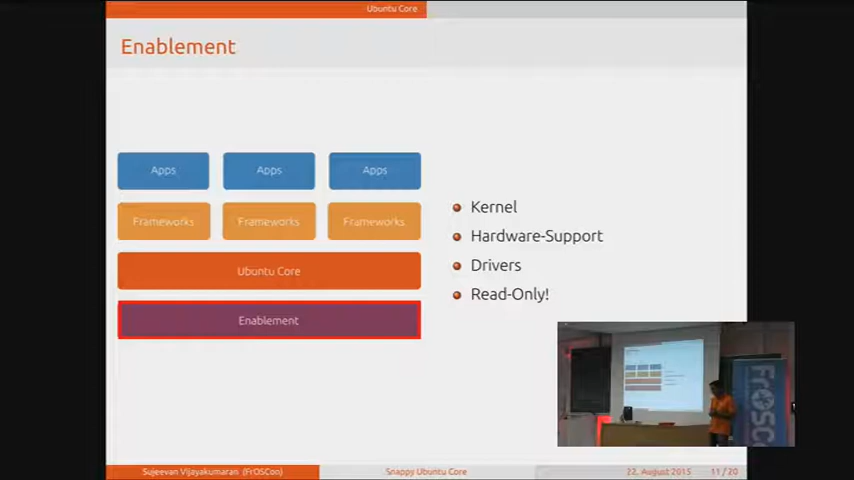 Ubuntu Core
Enablement
Apps Apps Apps
Frameworks Frameworks Frameworks
Ubuntu Core
Enablement
Kernel
Hardware-Support
Drivers
Read-Only!
FrOSCon
Sujeevan Vijayakumaran (FrOSCon) Snappy Ubuntu Core 22. August 2015 11 / 20